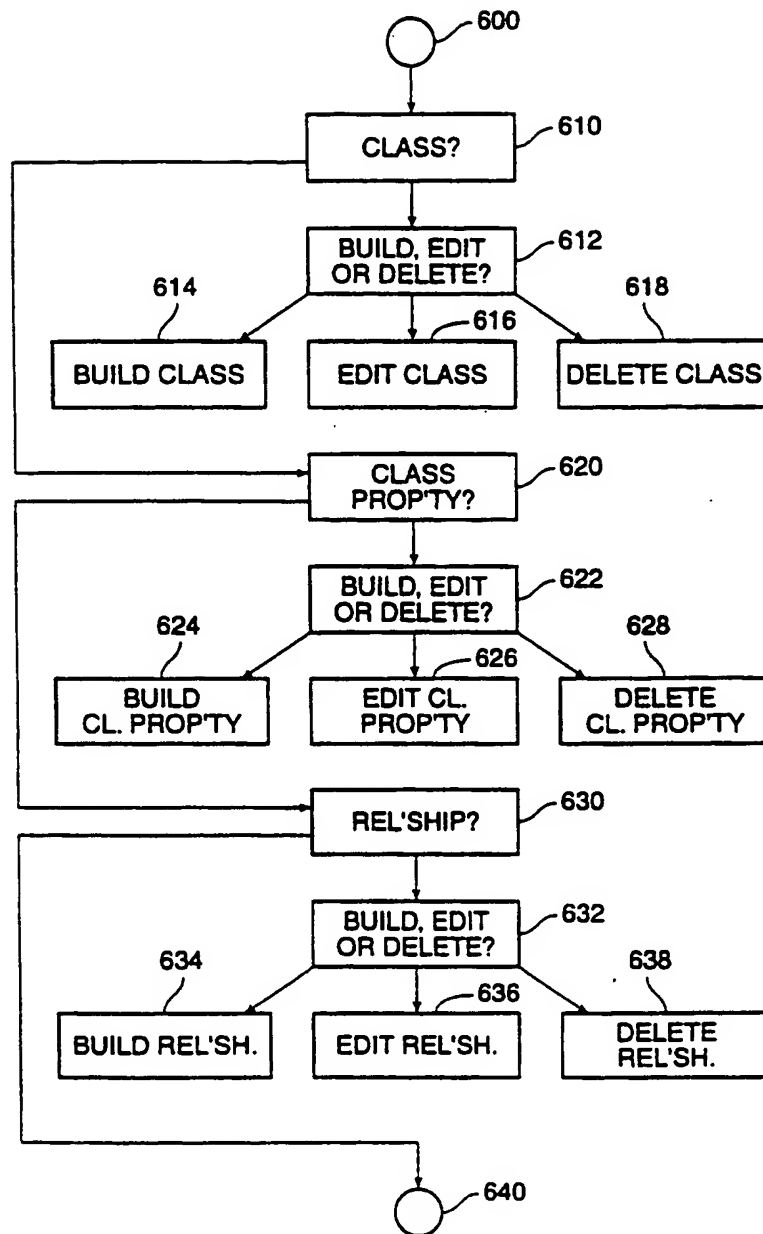 600
CLASS?
610
BUILD, EDIT
OR DELETE?
612
614
616
618
BUILD CLASS
EDIT CLASS
DELETE CLASS
CLASS
PROP'TY?
620
BUILD, EDIT
OR DELETE?
622
624
626
628
BUILD
CL. PROP'TY
EDIT CL.
PROP'TY
DELETE
CL. PROP'TY
REL'SHIP?
630
BUILD, EDIT
OR DELETE?
632
634
636
638
BUILD REL'SH.
EDIT REL'SH.
DELETE
REL'SH.
640